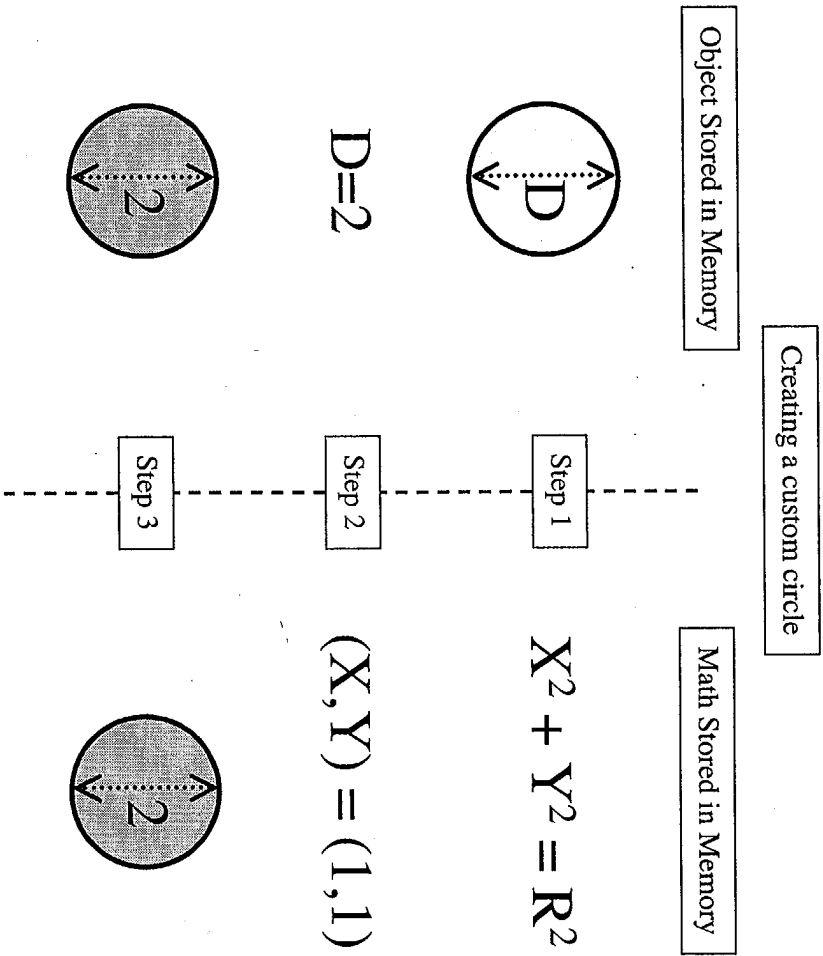 Creating a custom circle
Object Stored in Memory
Math Stored in Memory
D
Step 1
X² + Y² = R²
D=2
Step 2
(X,Y) = (1,1)
2
Step 3
2